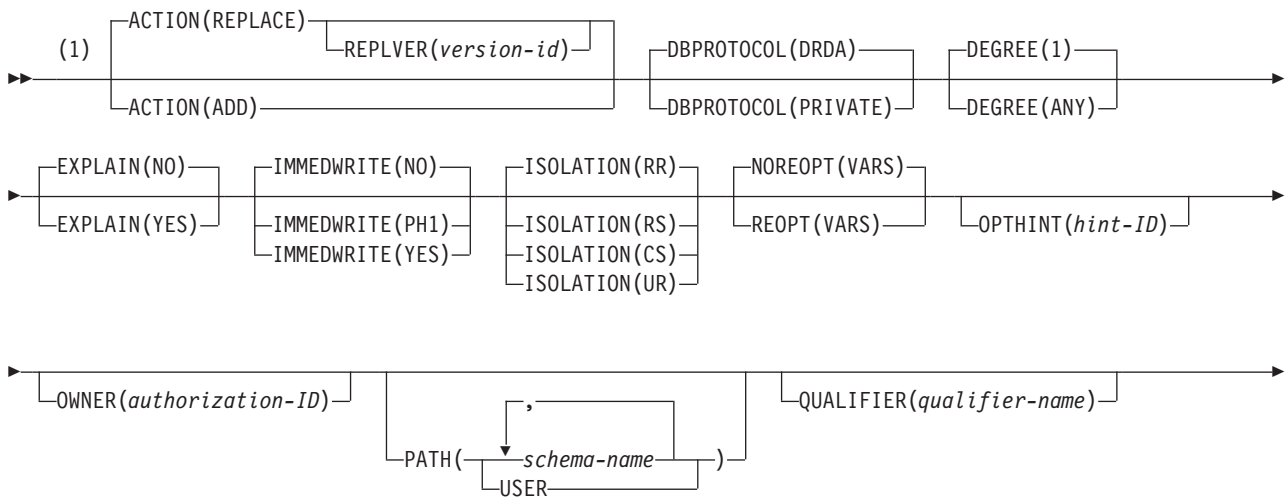 ACTION(REPLACE)
(1)
REPLVER(version-id)
DBPROTOCOL(DRDA)
DEGREE(1)
ACTION(ADD)
DBPROTOCOL(PRIVATE)
DEGREE(ANY)
EXPLAIN(NO)
IMMEDWRITE(NO)
ISOLATION(RR)
NOREOPT(VARS)
EXPLAIN(YES)
IMMEDWRITE(PH1)
ISOLATION(RS)
REOPT(VARS)
OPTHINT(hint-ID)
IMMEDWRITE(YES)
ISOLATION(CS)
ISOLATION(UR)
OWNER(authorization-ID)
QUALIFIER(qualifier-name)
,
PATH( schema-name )
USER